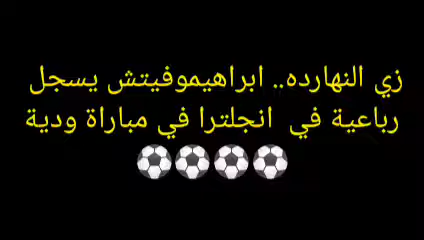 زي النهارده.. ابراهيموفيتش يسجل
رباعية في انجلترا في مباراة ودية
⚽⚽⚽⚽